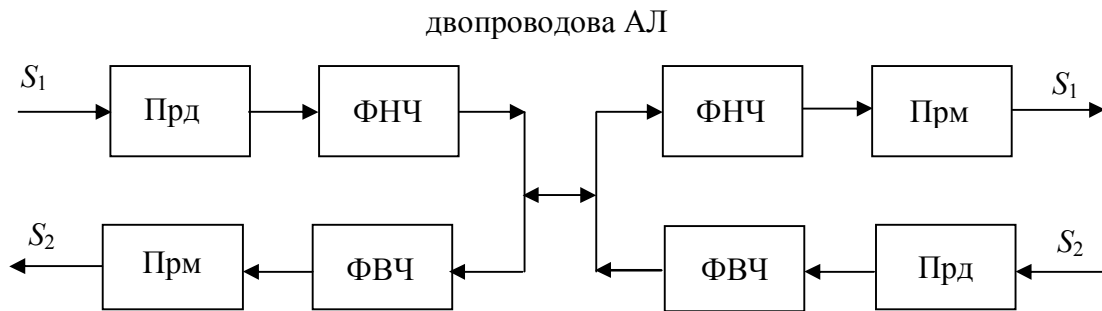 двопроводова АЛ
S₁ Прд ФНЧ ФНЧ Прм S₁
S₂ Прм ФВЧ ФВЧ Прд S₂